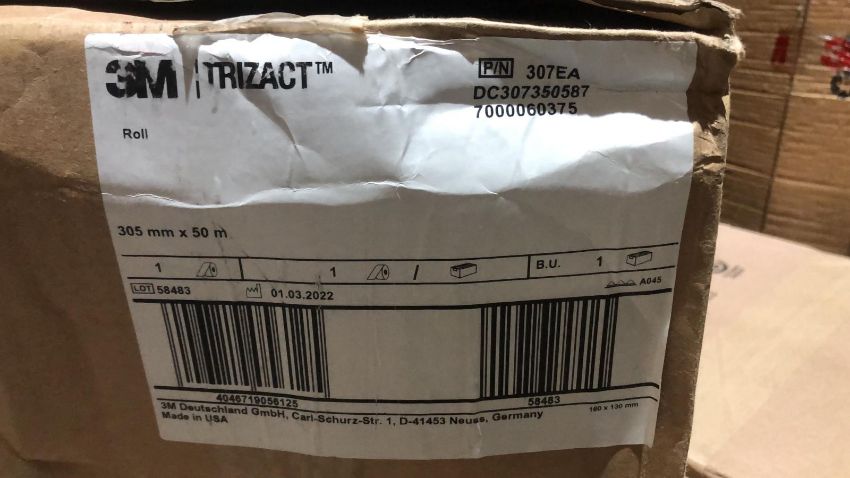 3M TRIZACT™
P/N 307EA
DC307350587
7000060375
Roll
305 mm x 50 m
1 1 / B.U. 1
LOT 58483 01.03.2022 A045
4046719056125 58483
3M Deutschland GmbH, Carl-Schurz-Str. 1, D-41453 Neuss, Germany
Made in USA
160 x 130 mm